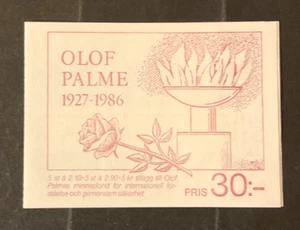 OLOF
PALME
1927-1986
5 st à 2.10+5 st à 2.90+5 kr tillägg till Olof
Palmes minnesfond för internationell för-
ståelse och gemensam säkerhet.
PRIS 30:-